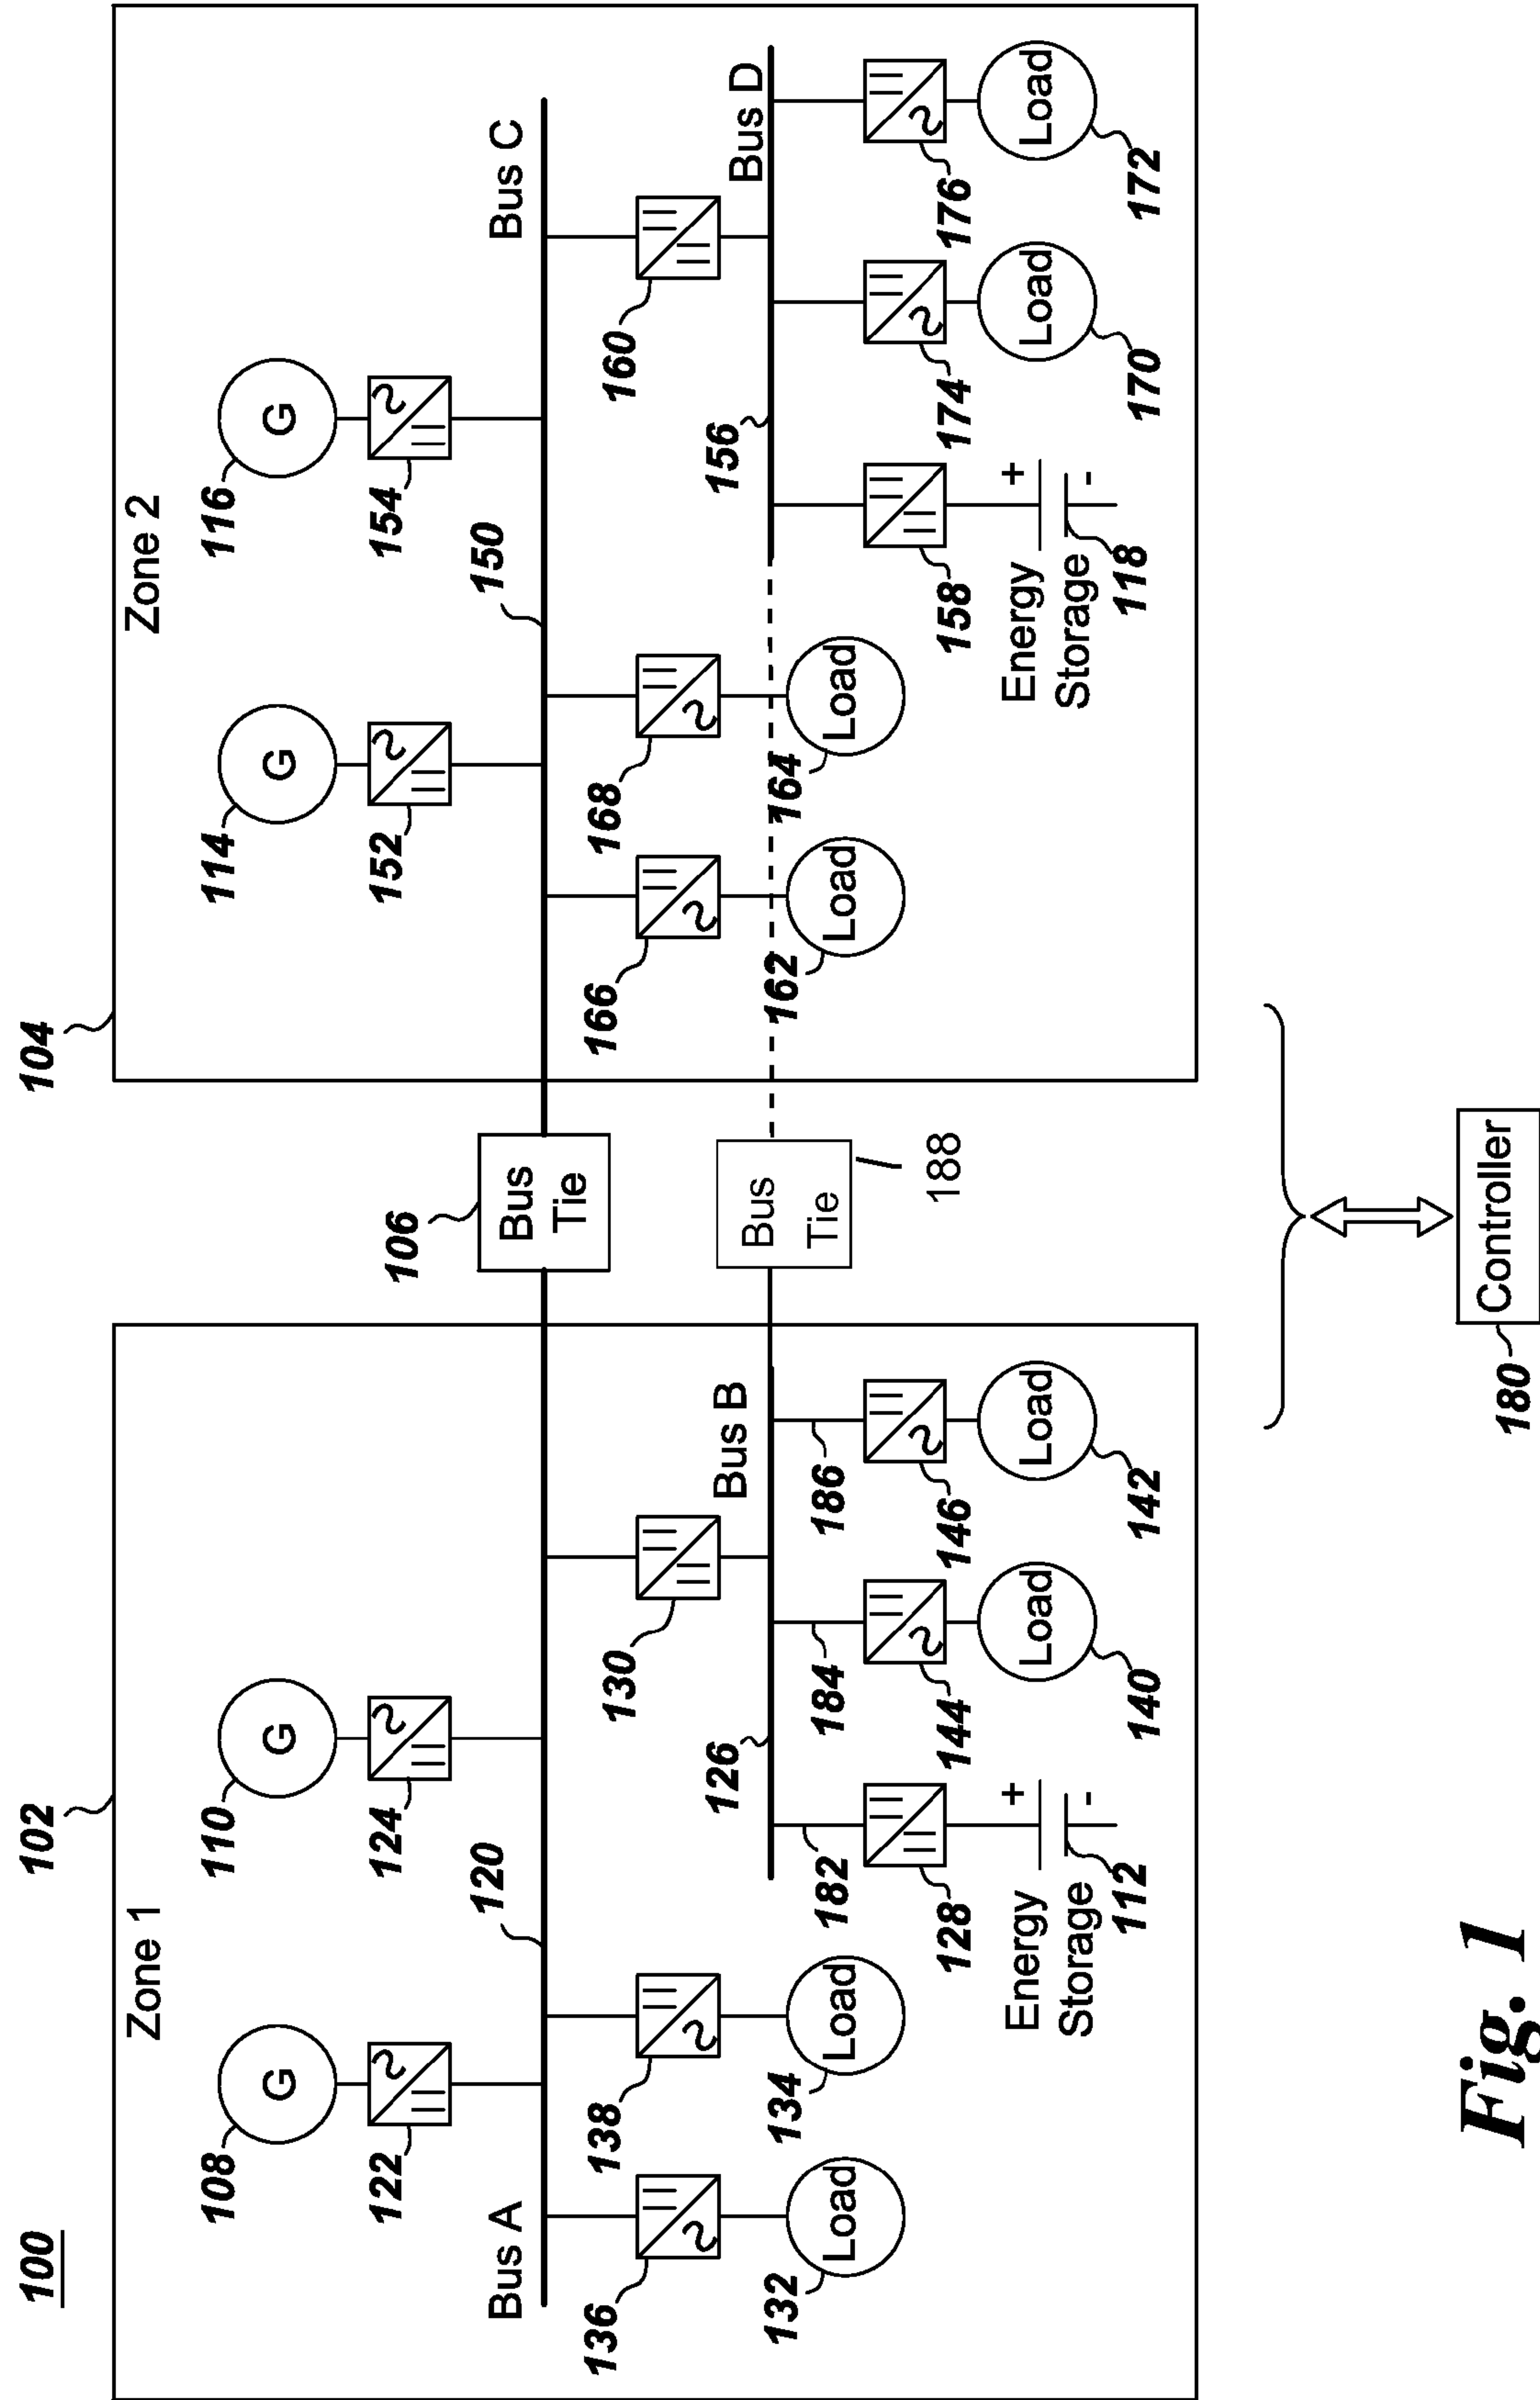 100
102
104
Zone 1
Zone 2
108
G
110
G
114
G
116
G
122
124
152
154
Bus A
120
106
Bus
Tie
150
Bus C
136
138
130
166
168
160
Bus B
Bus D
132
Load
134
Load
126
Bus
Tie
188
162
Load
164
Load
156
182
184
186
128
144
146
158
174
176
Energy
Storage
+
-
112
Load
140
Load
142
Energy
Storage
+
-
118
Load
170
Load
172
Controller
180
Fig. 1